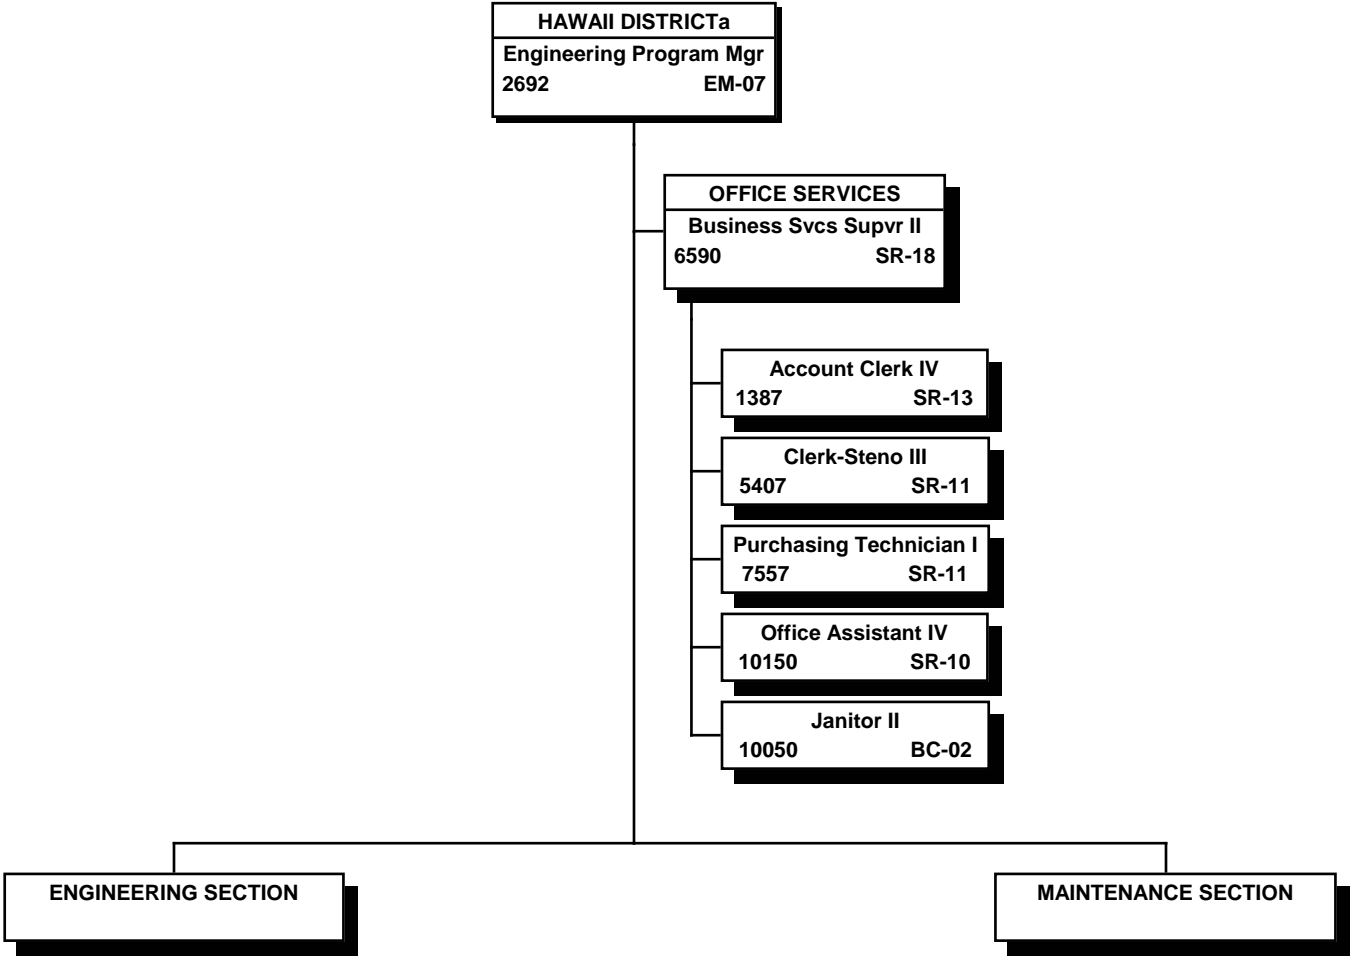 HAWAII DISTRICTa
Engineering Program Mgr
2692 EM-07
OFFICE SERVICES
Business Svcs Supvr II
6590 SR-18
Account Clerk IV
1387 SR-13
Clerk-Steno III
5407 SR-11
Purchasing Technician I
7557 SR-11
Office Assistant IV
10150 SR-10
Janitor II
10050 BC-02
ENGINEERING SECTION
MAINTENANCE SECTION